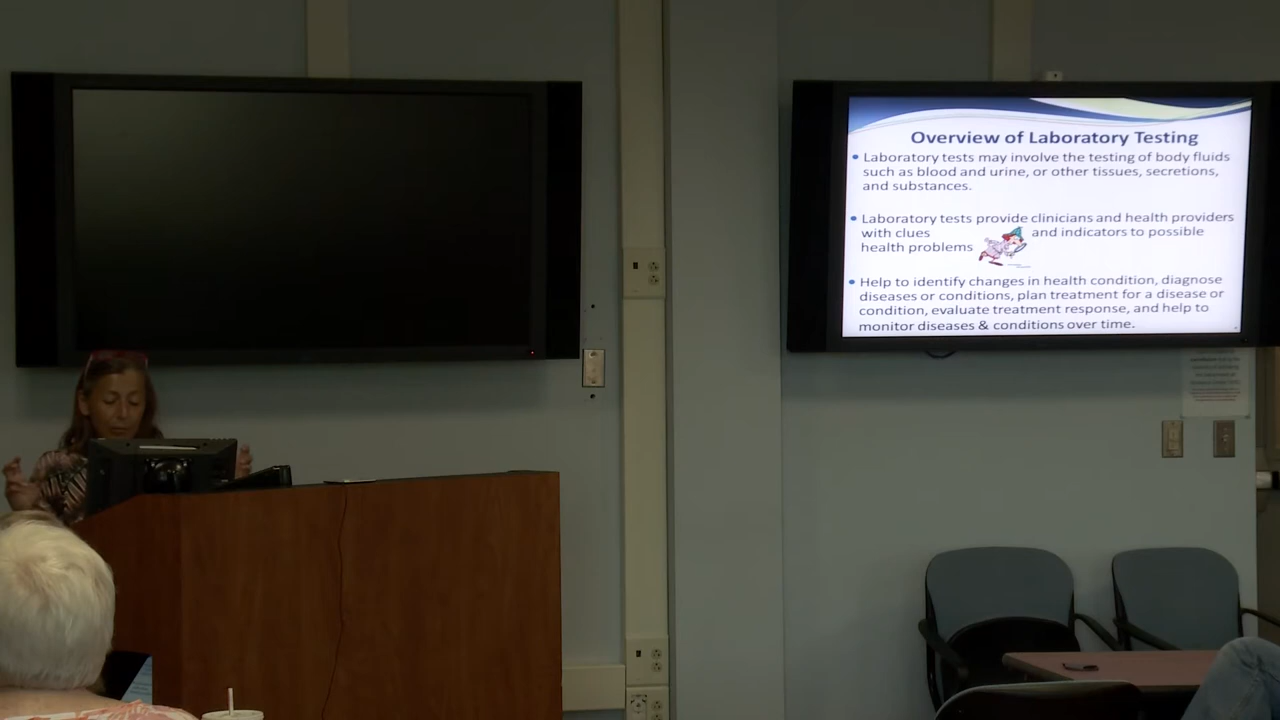 Overview of Laboratory Testing
• Laboratory tests may involve the testing of body fluids
such as blood and urine, or other tissues, secretions,
and substances.
• Laboratory tests provide clinicians and health providers
with clues and indicators to possible
health problems
• Help to identify changes in health condition, diagnose
diseases or conditions, plan treatment for a disease or
condition, evaluate treatment response, and help to
monitor diseases & conditions over time.